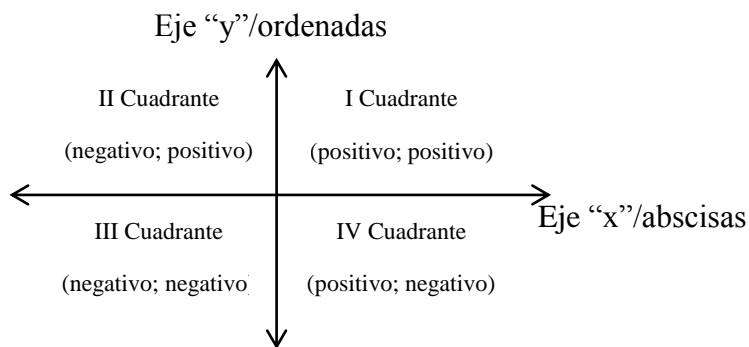 Eje “y”/ordenadas
II Cuadrante
(negativo; positivo)
I Cuadrante
(positivo; positivo)
Eje “x”/abscisas
III Cuadrante
(negativo; negativo)
IV Cuadrante
(positivo; negativo)